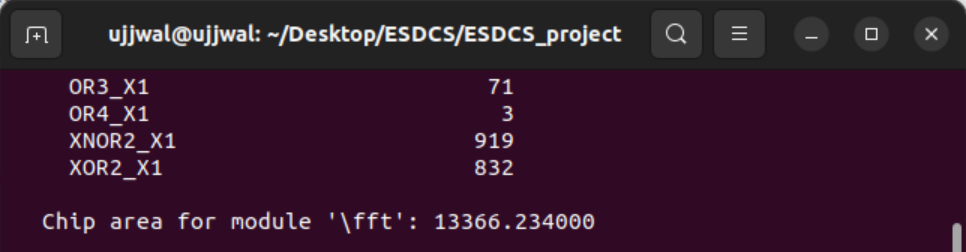 ujjwal@ujjwal: ~/Desktop/ESDCS/ESDCS_project
OR3_X1 71
OR4_X1 3
XNOR2_X1 919
XOR2_X1 832
Chip area for module '\fft': 13366.234000